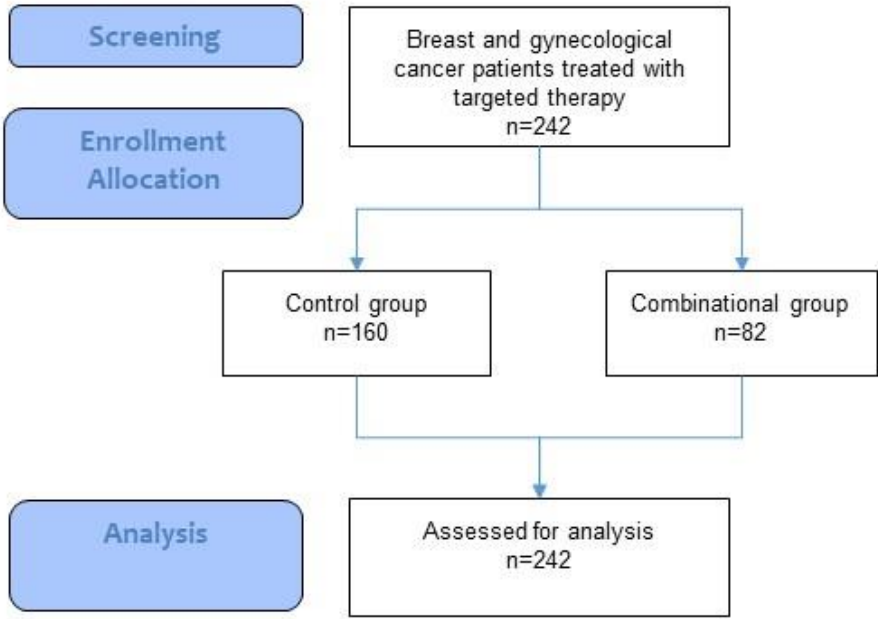 Screening
Breast and gynecological
cancer patients treated with
targeted therapy
n=242
Enrollment
Allocation
Control group
n=160
Combinational group
n=82
Analysis
Assessed for analysis
n=242